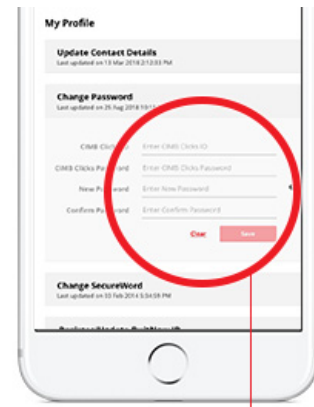 My Profile
Update Contact Details
Last updated on 13 Mar 2018 2:12:03 PM
Change Password
Last updated on 25 Aug 2018
CIMB Clicks ID Enter CIMB Clicks ID
CIMB Clicks Password Enter CIMB Clicks Password
New Password Enter New Password
Confirm Password Enter Confirm Password
Clear Save
Change SecureWord
Last updated on 10 Feb 2014 5:34:59 PM